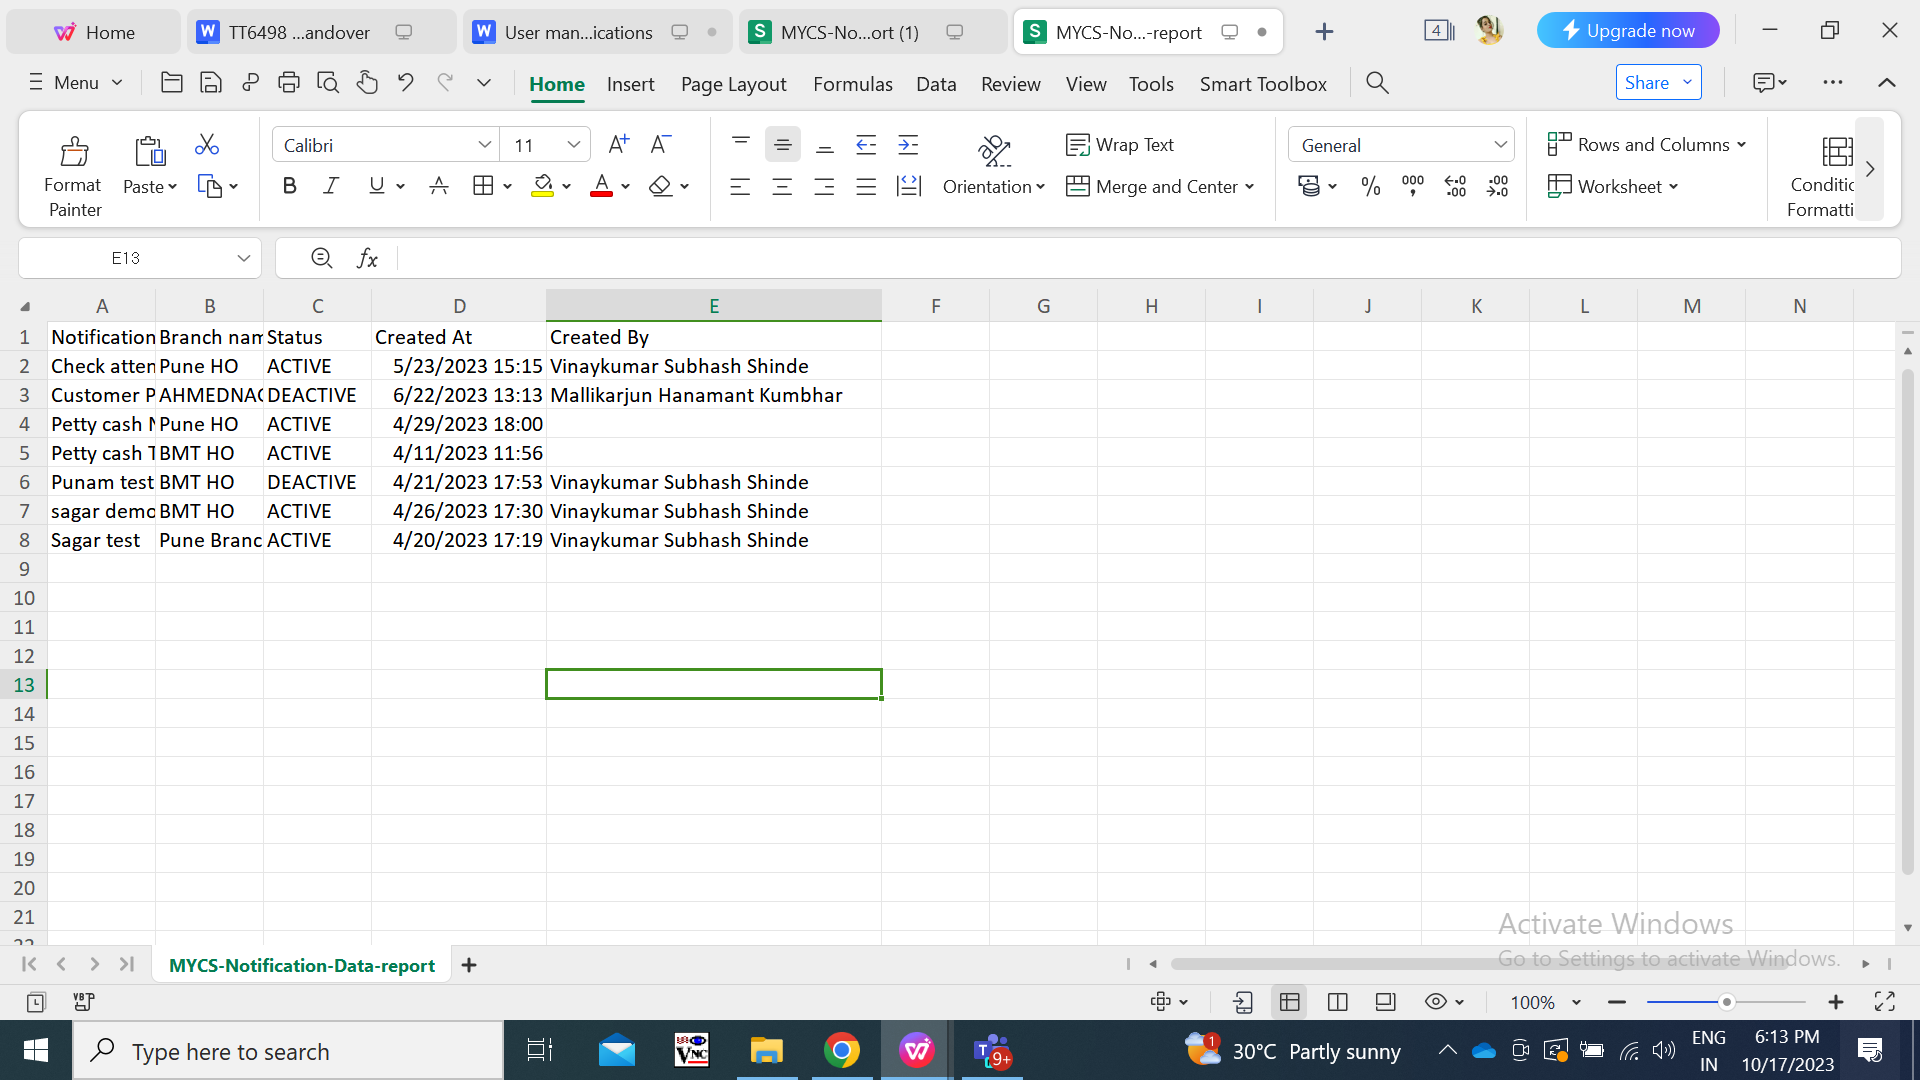 Home
TT6498 ...andover
User man...ications
MYCS-No...ort (1)
MYCS-No...-report
4
Upgrade now
Menu
Home
Insert
Page Layout
Formulas
Data
Review
View
Tools
Smart Toolbox
Share
Format
Painter
Paste
Calibri
11
Orientation
Wrap Text
Merge and Center
General
Rows and Columns
Worksheet
Conditic
Formatti
E13
fx
A B C D E F G H I J K L M N
1 Notification Branch nam Status Created At Created By
2 Check atten Pune HO ACTIVE 5/23/2023 15:15 Vinaykumar Subhash Shinde
3 Customer P AHMEDNAG DEACTIVE 6/22/2023 13:13 Mallikarjun Hanamant Kumbhar
4 Petty cash N Pune HO ACTIVE 4/29/2023 18:00
5 Petty cash T BMT HO ACTIVE 4/11/2023 11:56
6 Punam test BMT HO DEACTIVE 4/21/2023 17:53 Vinaykumar Subhash Shinde
7 sagar demo BMT HO ACTIVE 4/26/2023 17:30 Vinaykumar Subhash Shinde
8 Sagar test Pune Branc ACTIVE 4/20/2023 17:19 Vinaykumar Subhash Shinde
9
10
11
12
13
14
15
16
17
18
19
20
21
22
Activate Windows
Go to Settings to activate Windows.
MYCS-Notification-Data-report
100%
Type here to search
VNC
9+
1
30°C Partly sunny
ENG
IN
6:13 PM
10/17/2023